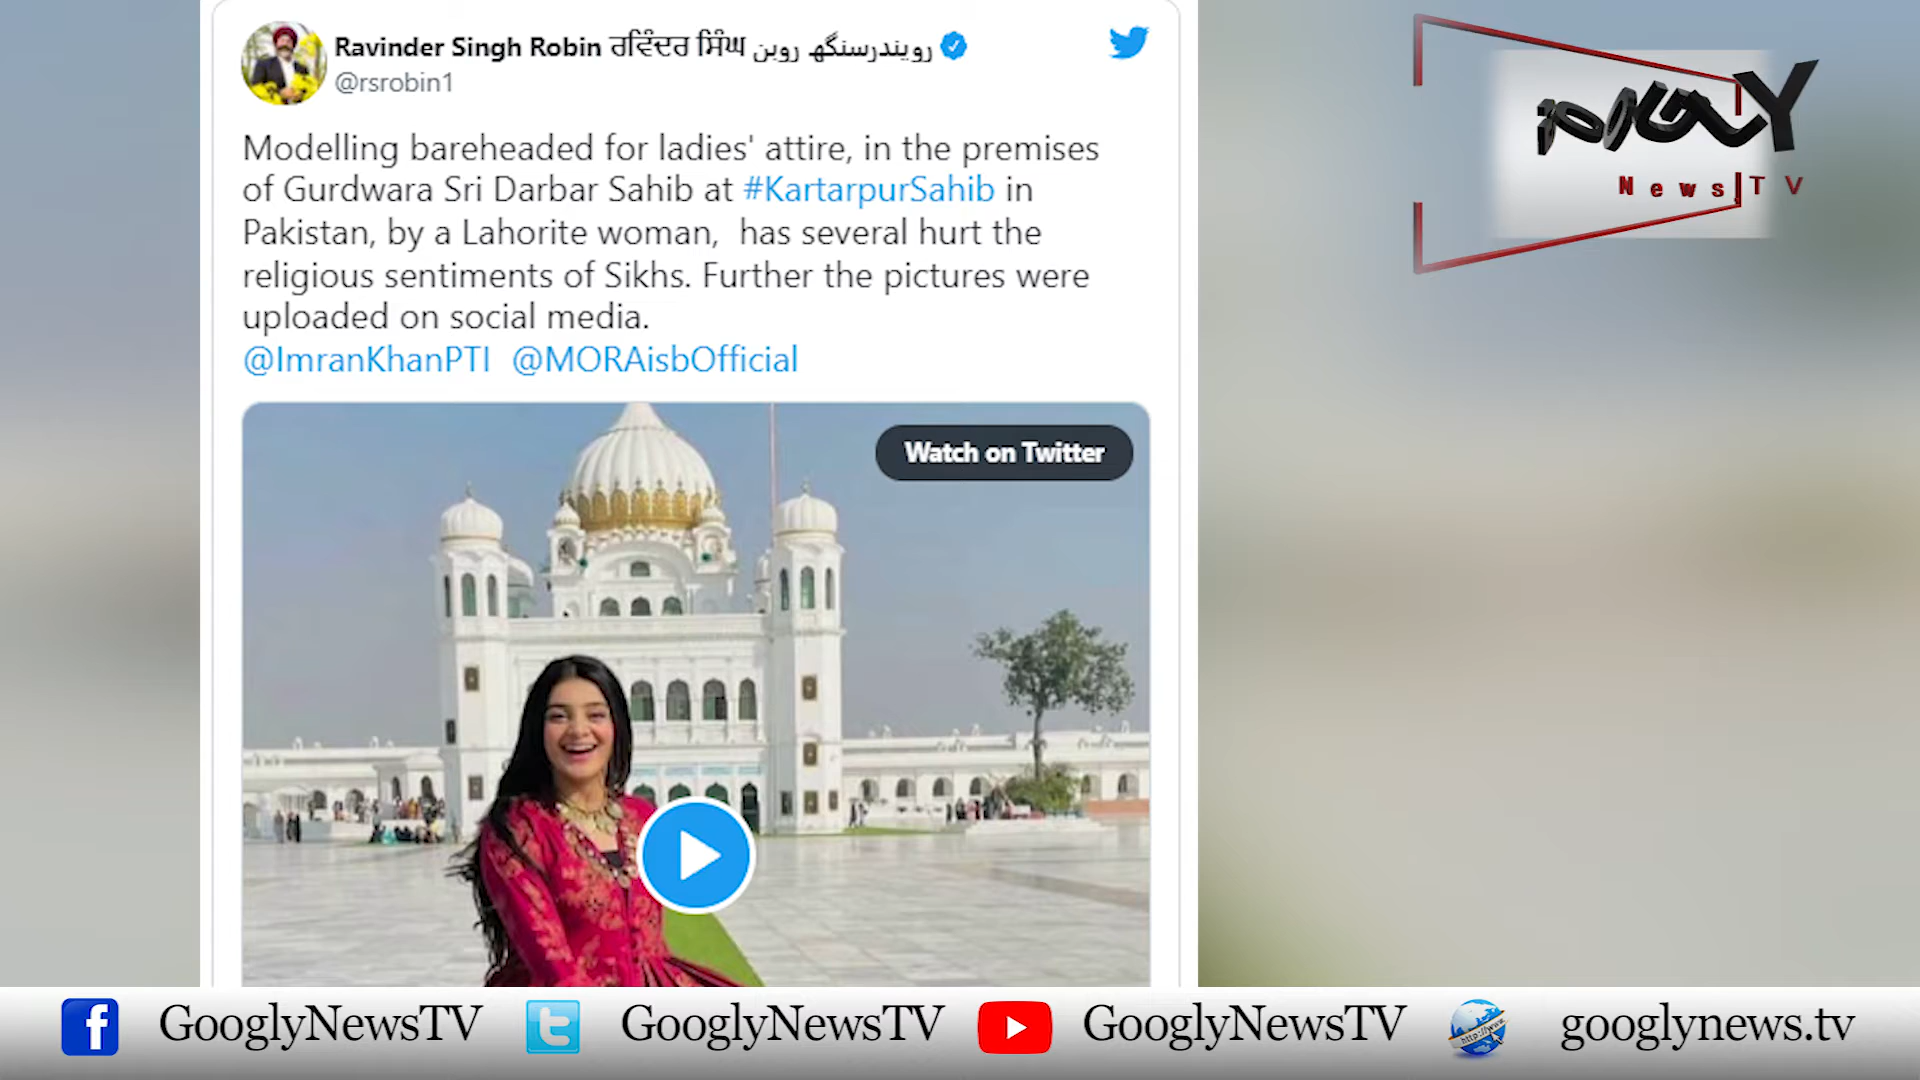 Ravinder Singh Robin ਰਵਿੰਦਰ ਸਿੰਘ رویندرسنگھ روبن
@rsrobin1
Modelling bareheaded for ladies' attire, in the premises
of Gurdwara Sri Darbar Sahib at #KartarpurSahib in
Pakistan, by a Lahorite woman, has several hurt the
religious sentiments of Sikhs. Further the pictures were
uploaded on social media.
@ImranKhanPTI @MORAisbOfficial
Watch on Twitter
News TV
GooglyNewsTV GooglyNewsTV GooglyNewsTV googlynews.tv